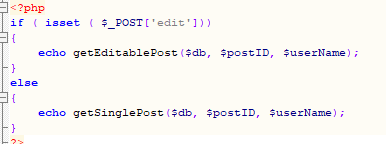 <?php
if ( isset ( $_POST['edit']))
{
echo getEditablePost($db, $postID, $userName);
}
else
{
echo getSinglePost($db, $postID, $userName);
}
?>